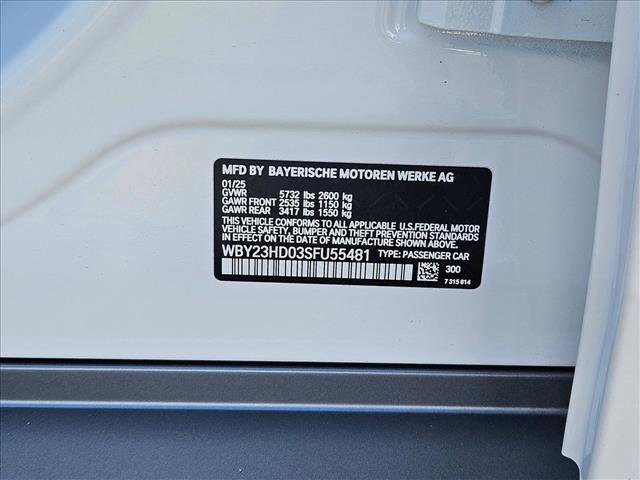 MFD BY BAYERISCHE MOTOREN WERKE AG
01/25
GVWR 5732 lbs 2600 kg
GAWR FRONT 2535 lbs 1150 kg
GAWR REAR 3417 lbs 1550 kg
THIS VEHICLE CONFORMS TO ALL APPLICABLE U.S.FEDERAL MOTOR
VEHICLE SAFETY, BUMPER AND THEFT PREVENTION STANDARDS
IN EFFECT ON THE DATE OF MANUFACTURE SHOWN ABOVE.
WBY23HD03SFU55481 TYPE: PASSENGER CAR
300
7 315 814